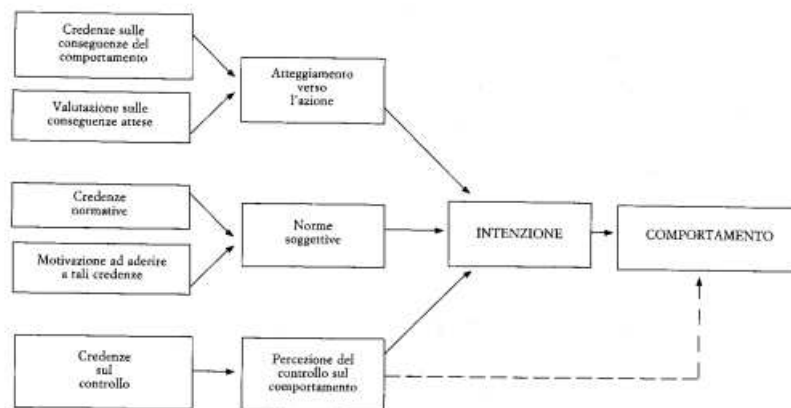 Credenze sulle
conseguenze del
comportamento
Valutazione sulle
conseguenze attese
Atteggiamento
verso
l'azione
Credenze
normative
Motivazione ad aderire
a tali credenze
Norme
soggettive
INTENZIONE
COMPORTAMENTO
Credenze
sul
controllo
Percezione del
controllo sul
comportamento